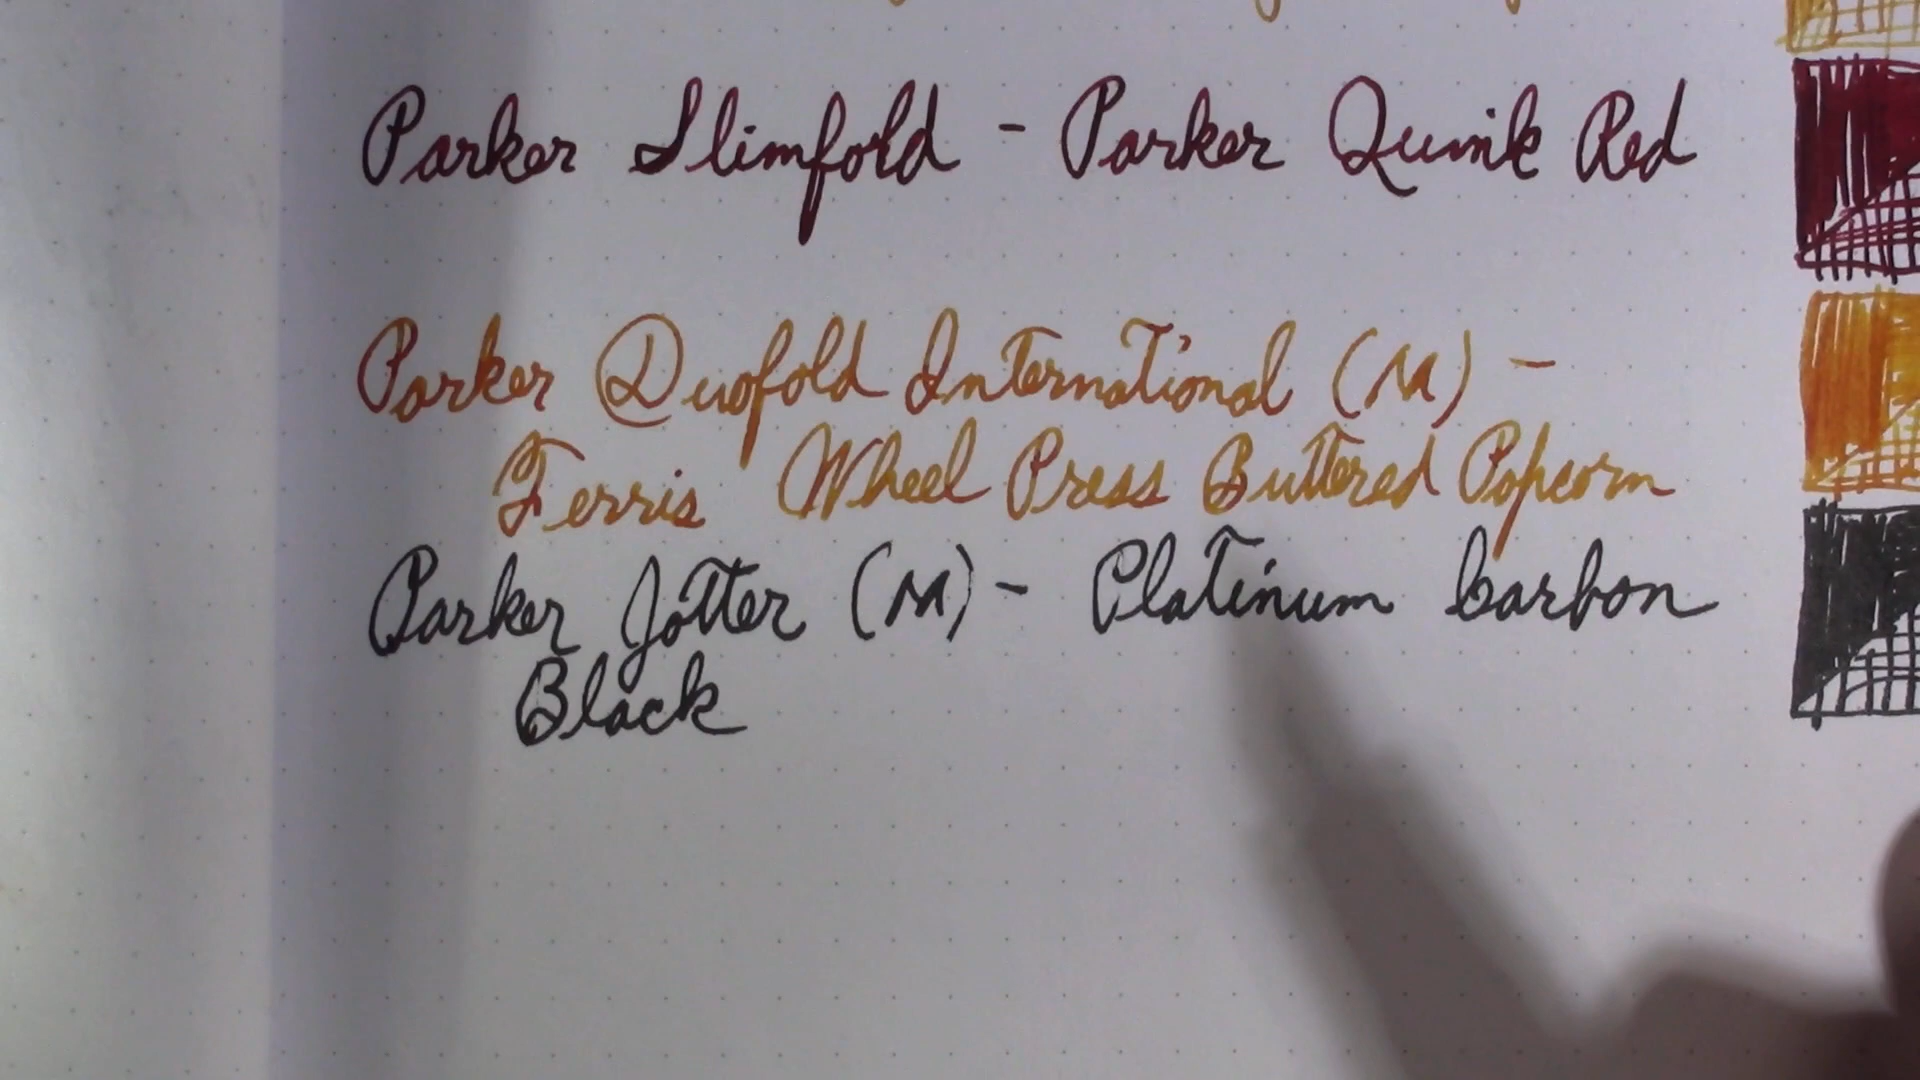 Parker Slimfold - Parker Quink Red
Parker Duofold International (M) -
Ferris Wheel Press Buttered Popcorn
Parker Jotter (M) - Platinum Carbon
Black